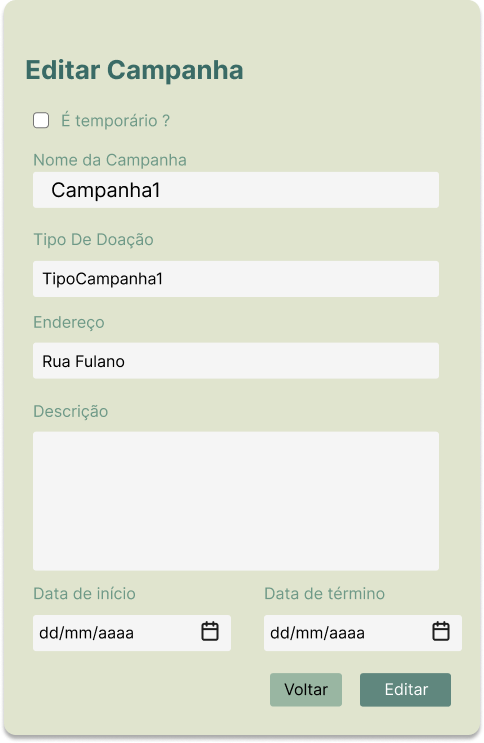 Editar Campanha
É temporário ?
Nome da Campanha
Campanha1
Tipo De Doação
TipoCampanha1
Endereço
Rua Fulano
Descrição
Data de início Data de término
dd/mm/aaaa dd/mm/aaaa
Voltar Editar